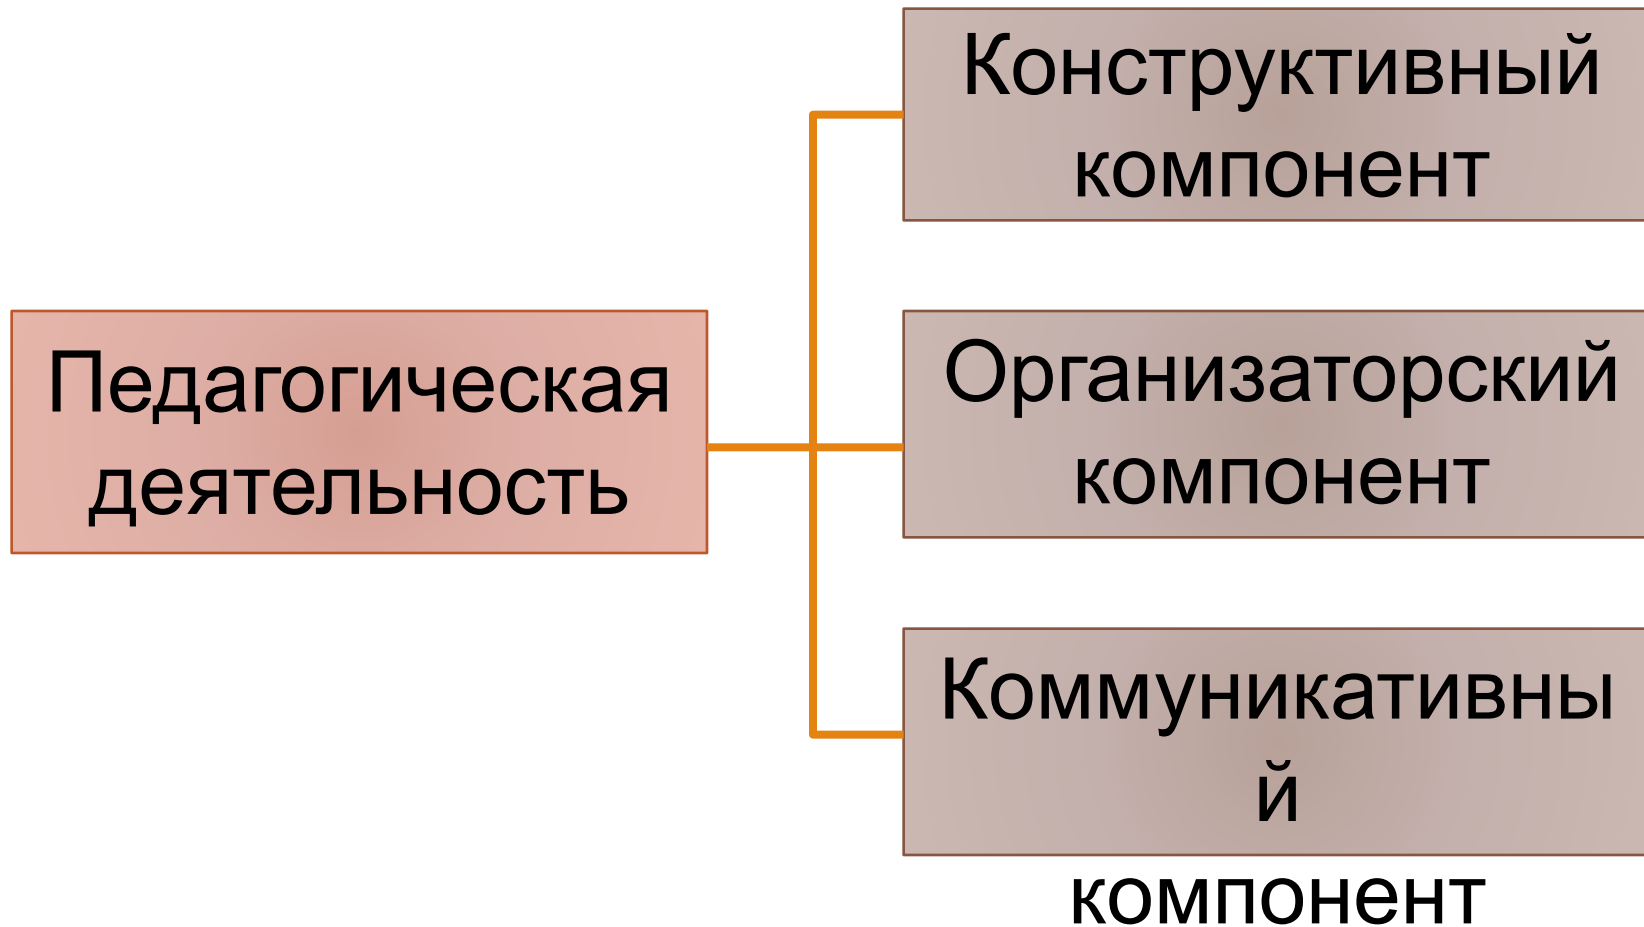 Педагогическая
деятельность
Конструктивный
компонент
Организаторский
компонент
Коммуникативны
й
компонент